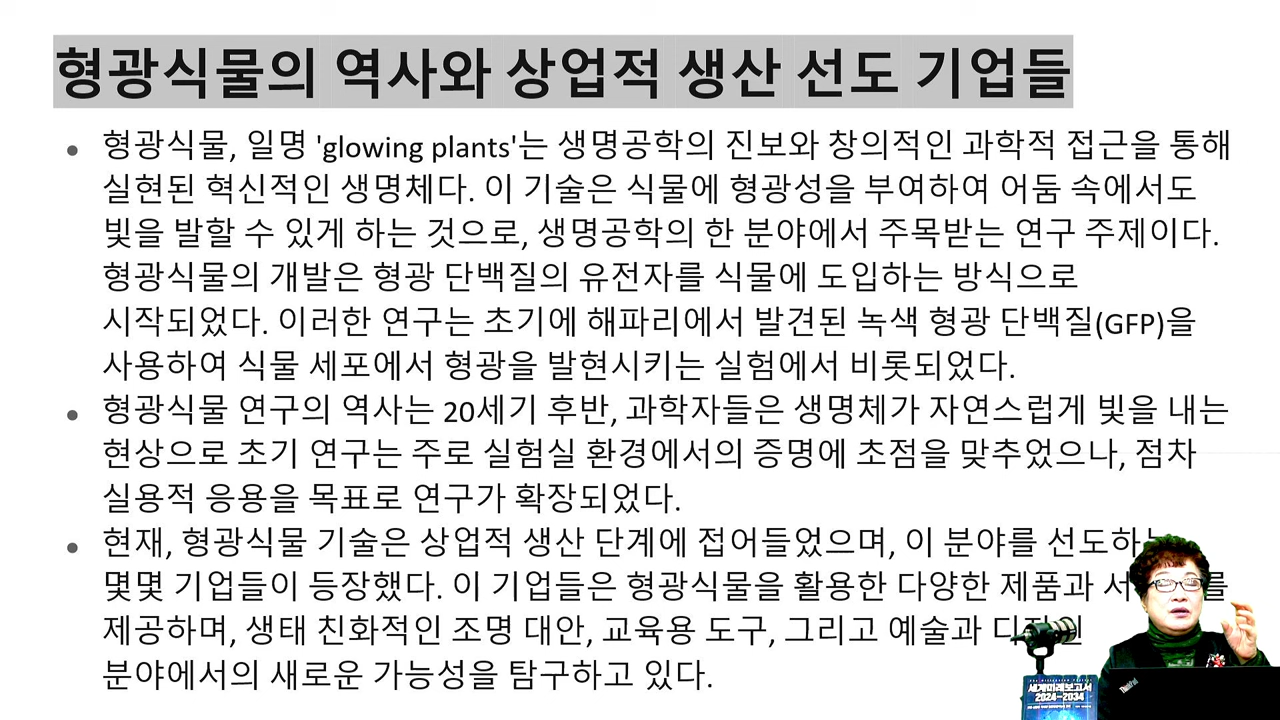 형광식물의 역사와 상업적 생산 선도 기업들
• 형광식물, 일명 'glowing plants'는 생명공학의 진보와 창의적인 과학적 접근을 통해
실현된 혁신적인 생명체다. 이 기술은 식물에 형광성을 부여하여 어둠 속에서도
빛을 발할 수 있게 하는 것으로, 생명공학의 한 분야에서 주목받는 연구 주제이다.
형광식물의 개발은 형광 단백질의 유전자를 식물에 도입하는 방식으로
시작되었다. 이러한 연구는 초기에 해파리에서 발견된 녹색 형광 단백질(GFP)을
사용하여 식물 세포에서 형광을 발현시키는 실험에서 비롯되었다.
• 형광식물 연구의 역사는 20세기 후반, 과학자들은 생명체가 자연스럽게 빛을 내는
현상으로 초기 연구는 주로 실험실 환경에서의 증명에 초점을 맞추었으나, 점차
실용적 응용을 목표로 연구가 확장되었다.
• 현재, 형광식물 기술은 상업적 생산 단계에 접어들었으며, 이 분야를 선도하는
몇몇 기업들이 등장했다. 이 기업들은 형광식물을 활용한 다양한 제품과
제공하며, 생태 친화적인 조명 대안, 교육용 도구, 그리고 예술과
분야에서의 새로운 가능성을 탐구하고 있다.
세계미래보고서
2024-2034
ThinkPad